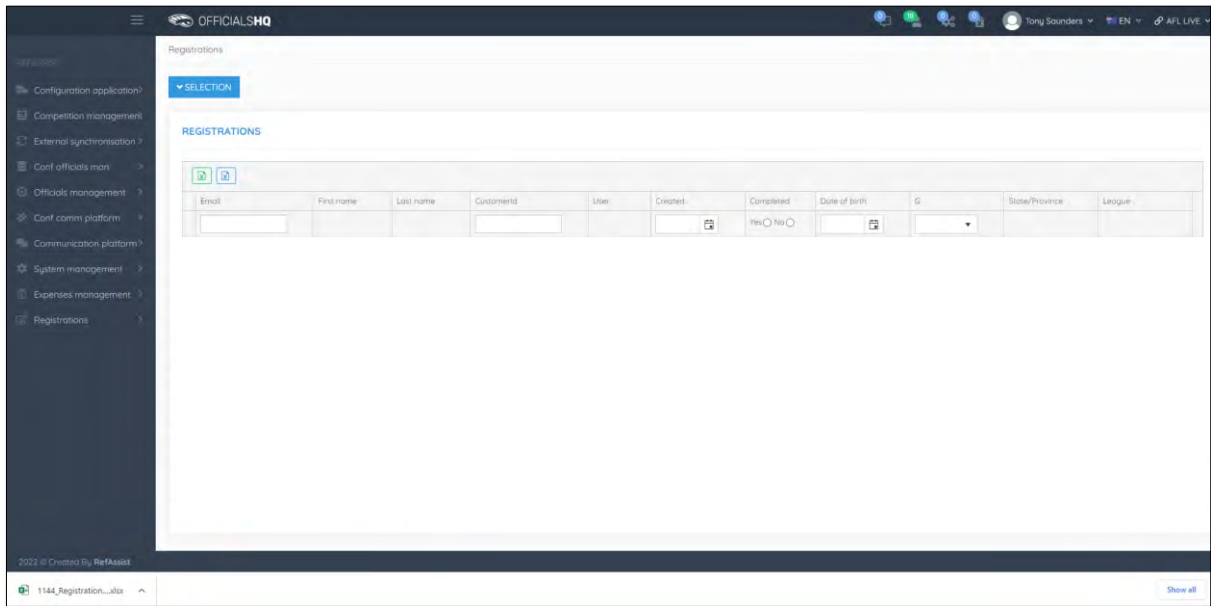 OFFICIALSHQ
Tony Saunders
EN
AFL LIVE
Registrations
Configuration application
Competition management
External synchronisation
Conf officials man
Officials management
Conf comm platform
Communication platform
System management
Expenses management
Registrations
SELECTION
REGISTRATIONS
Email First name Last name CustomerId User Created Completed Date of birth G State/Province League
Yes No
2022 © Created By RefAssist
1144_Registration....xlsx
Show all